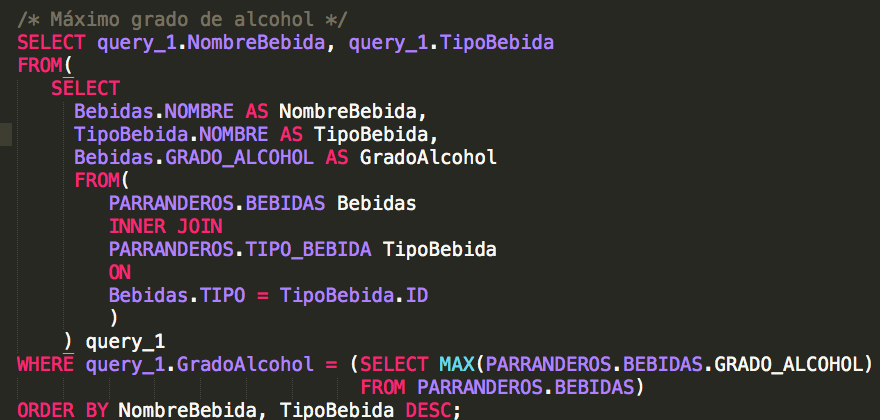 /* Máximo grado de alcohol */
SELECT query_1.NombreBebida, query_1.TipoBebida
FROM(
SELECT
Bebidas.NOMBRE AS NombreBebida,
TipoBebida.NOMBRE AS TipoBebida,
Bebidas.GRADO_ALCOHOL AS GradoAlcohol
FROM(
PARRANDEROS.BEBIDAS Bebidas
INNER JOIN
PARRANDEROS.TIPO_BEBIDA TipoBebida
ON
Bebidas.TIPO = TipoBebida.ID
)
) query_1
WHERE query_1.GradoAlcohol = (SELECT MAX(PARRANDEROS.BEBIDAS.GRADO_ALCOHOL)
FROM PARRANDEROS.BEBIDAS)
ORDER BY NombreBebida, TipoBebida DESC;